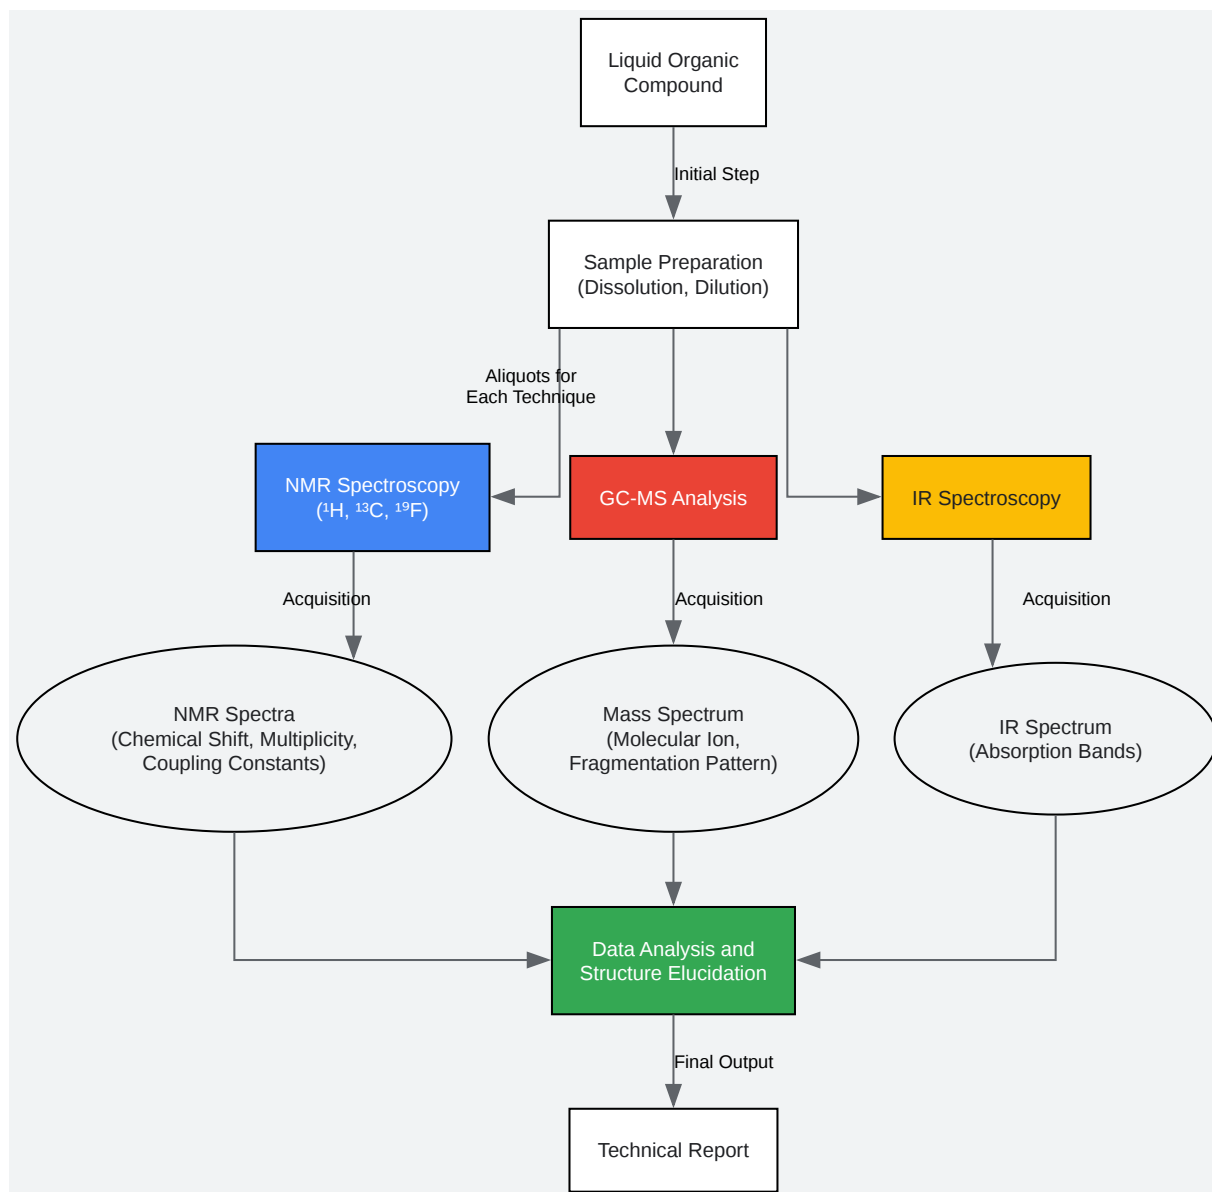 Liquid Organic
Compound
Initial Step
Sample Preparation
(Dissolution, Dilution)
Aliquots for
Each Technique
NMR Spectroscopy
(¹H, ¹³C, ¹⁹F)
GC-MS Analysis
IR Spectroscopy
Acquisition
Acquisition
Acquisition
NMR Spectra
(Chemical Shift, Multiplicity,
Coupling Constants)
Mass Spectrum
(Molecular Ion,
Fragmentation Pattern)
IR Spectrum
(Absorption Bands)
Data Analysis and
Structure Elucidation
Final Output
Technical Report